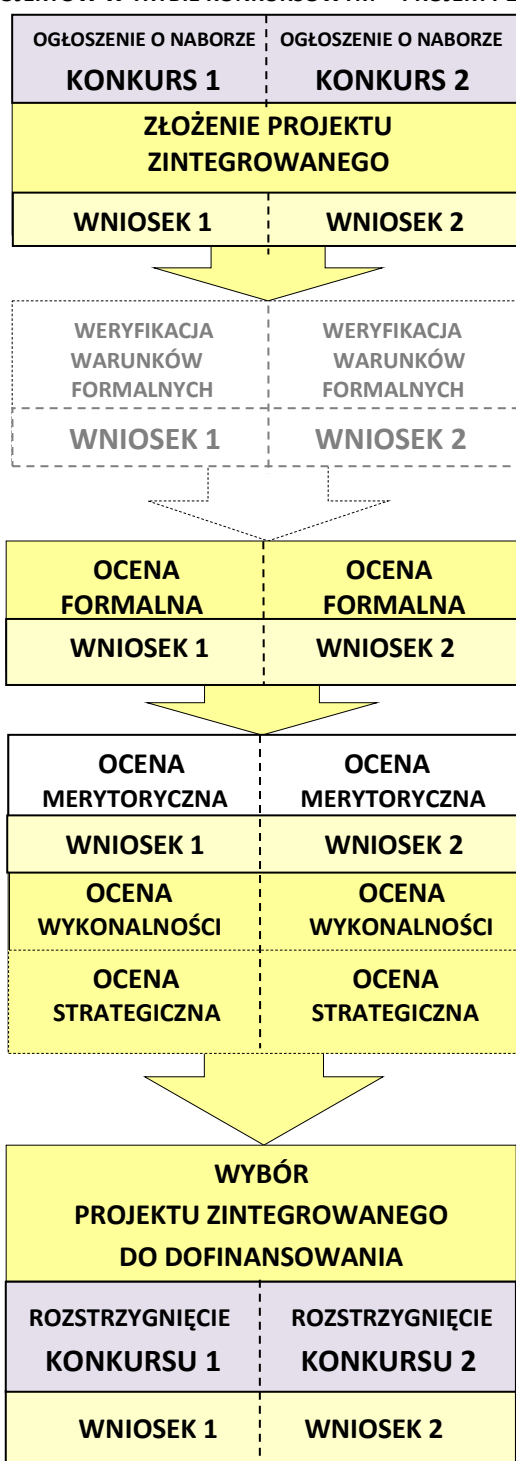 OGŁOSZENIE O NABORZE OGŁOSZENIE O NABORZE
KONKURS 1 KONKURS 2
ZŁOŻENIE PROJEKTU
ZINTEGROWANEGO
WNIOSEK 1 WNIOSEK 2
WERYFIKACJA WERYFIKACJA
WARUNKÓW WARUNKÓW
FORMALNYCH FORMALNYCH
WNIOSEK 1 WNIOSEK 2
OCENA OCENA
FORMALNA FORMALNA
WNIOSEK 1 WNIOSEK 2
OCENA OCENA
MERYTORYCZNA MERYTORYCZNA
WNIOSEK 1 WNIOSEK 2
OCENA OCENA
WYKONALNOŚCI WYKONALNOŚCI
OCENA OCENA
STRATEGICZNA STRATEGICZNA
WYBÓR
PROJEKTU ZINTEGROWANEGO
DO DOFINANSOWANIA
ROZSTRZYGNIĘCIE ROZSTRZYGNIĘCIE
KONKURSU 1 KONKURSU 2
WNIOSEK 1 WNIOSEK 2